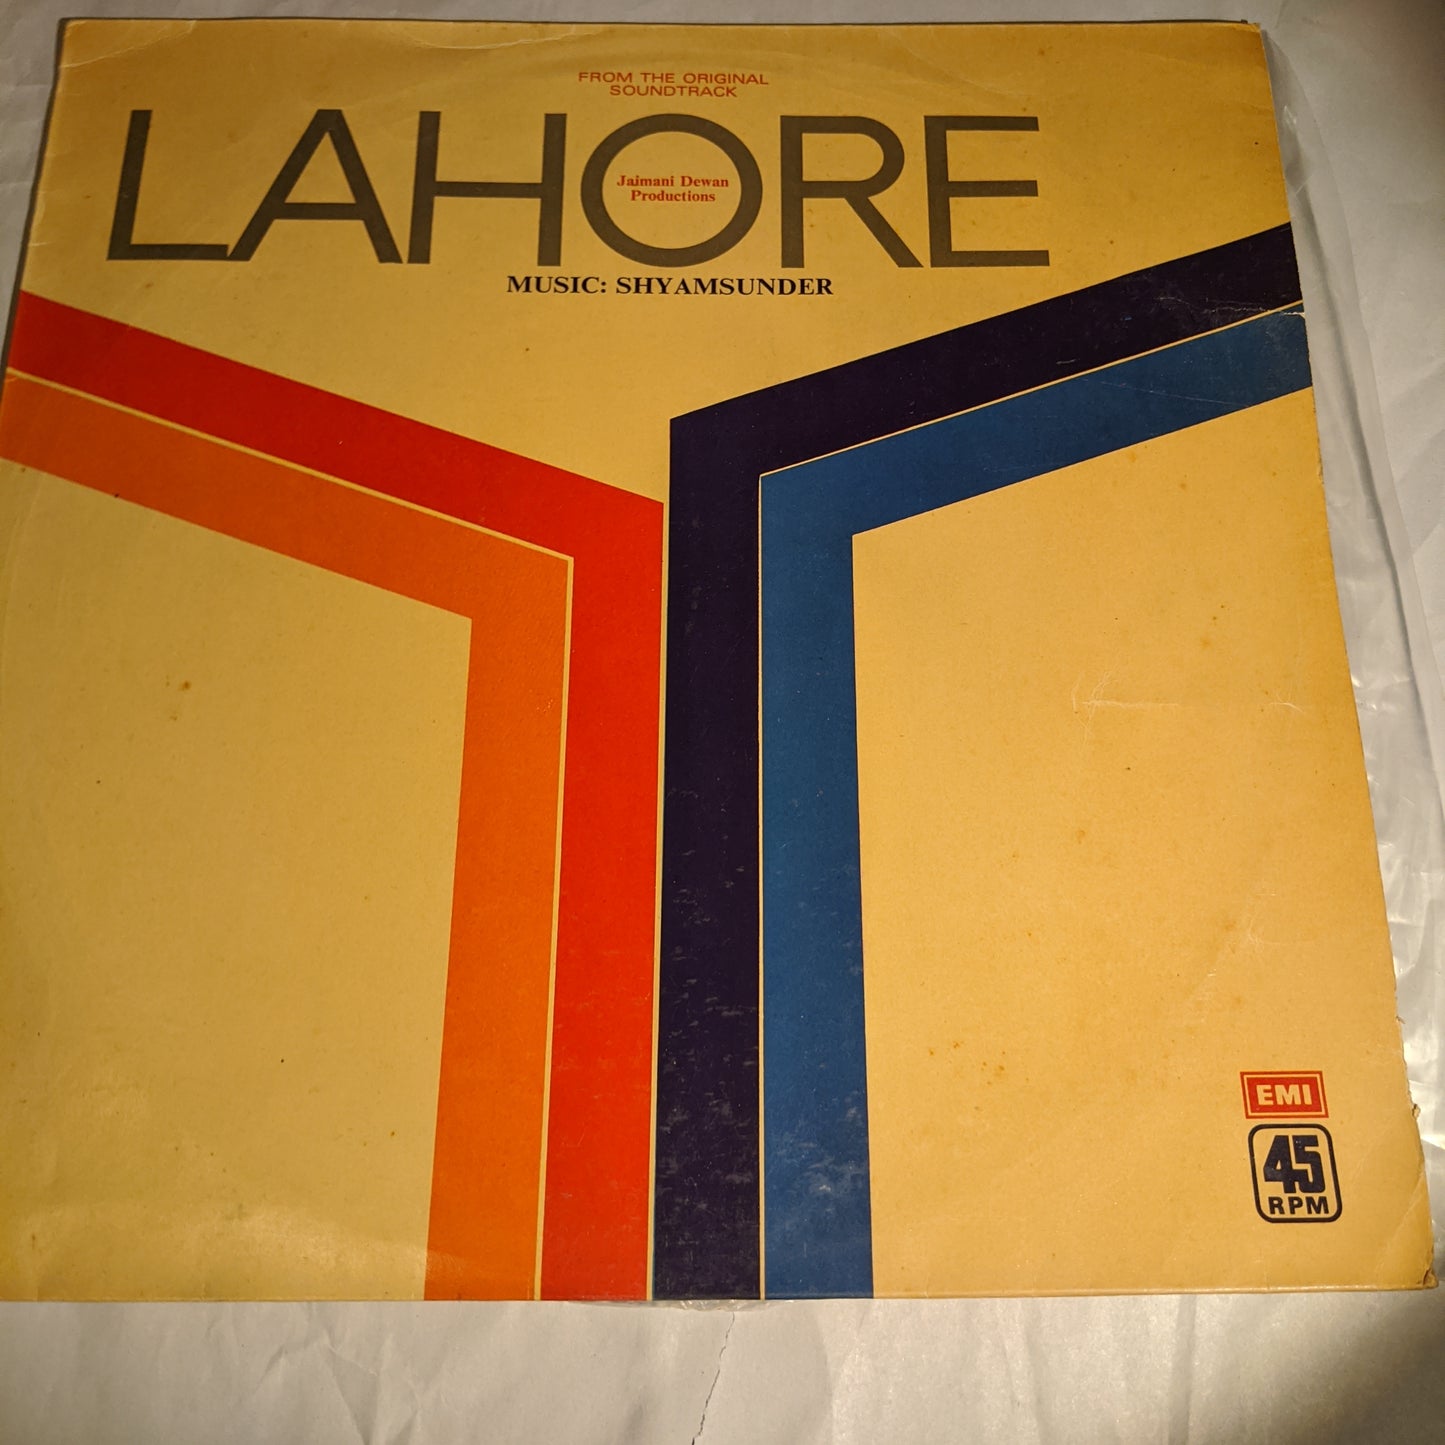 FROM THE ORIGINAL
SOUNDTRACK
LAHORE
Jaimani Dewan
Productions
MUSIC: SHYAMSUNDER
EMI
45
RPM